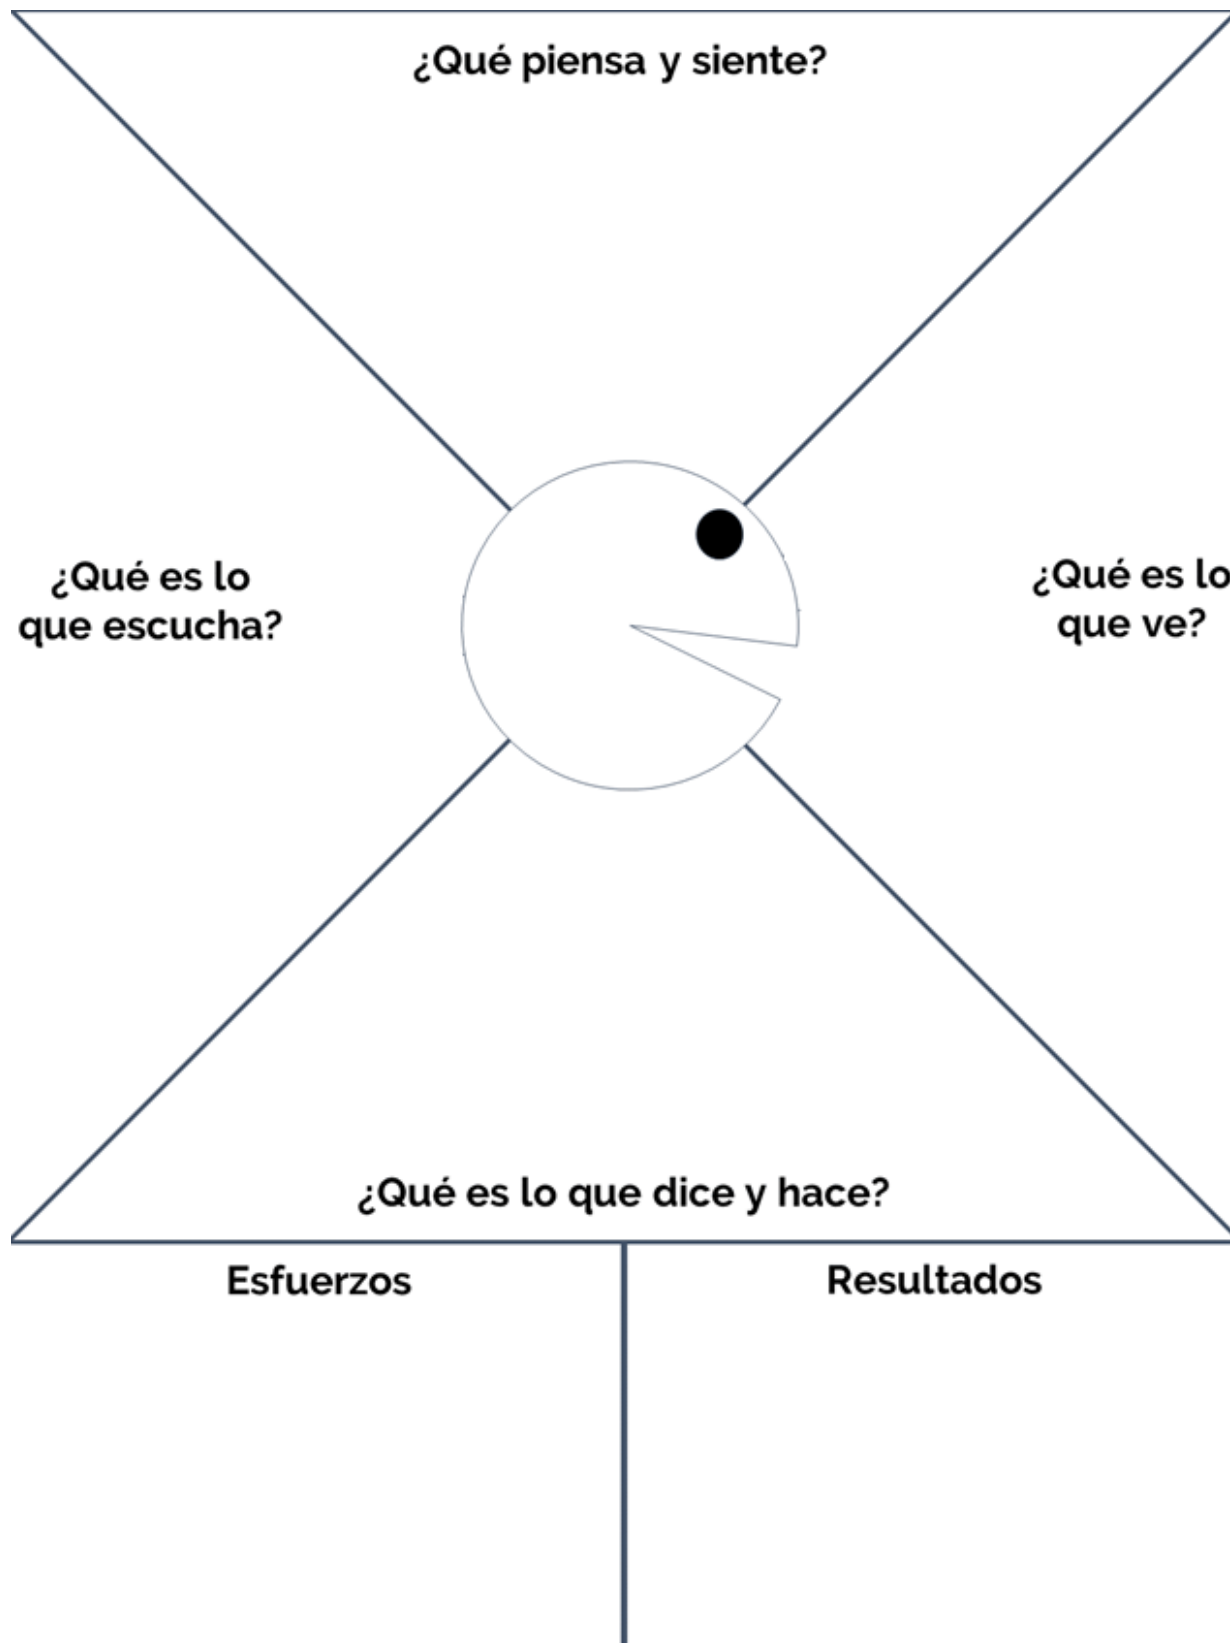 ¿Qué piensa y siente?
¿Qué es lo
que escucha?
¿Qué es lo
que ve?
¿Qué es lo que dice y hace?
Esfuerzos
Resultados